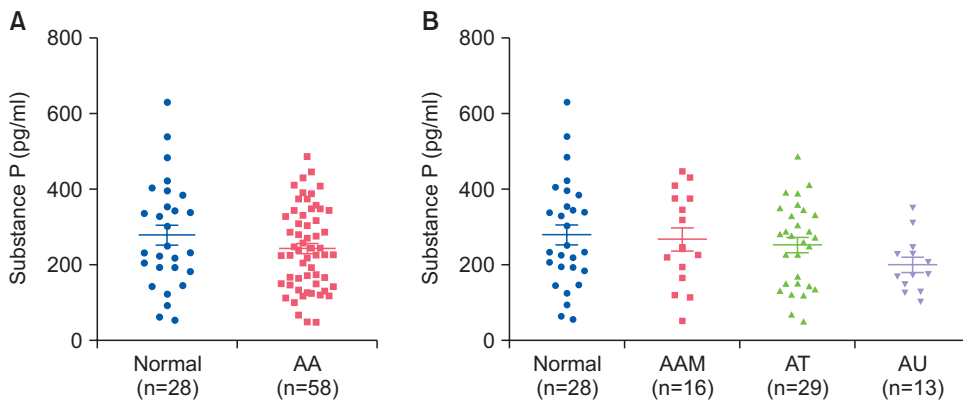 A
Substance P (pg/ml)
800
600
400
200
0
Normal
(n=28)
AA
(n=58)
B
Substance P (pg/ml)
800
600
400
200
0
Normal
(n=28)
AAM
(n=16)
AT
(n=29)
AU
(n=13)